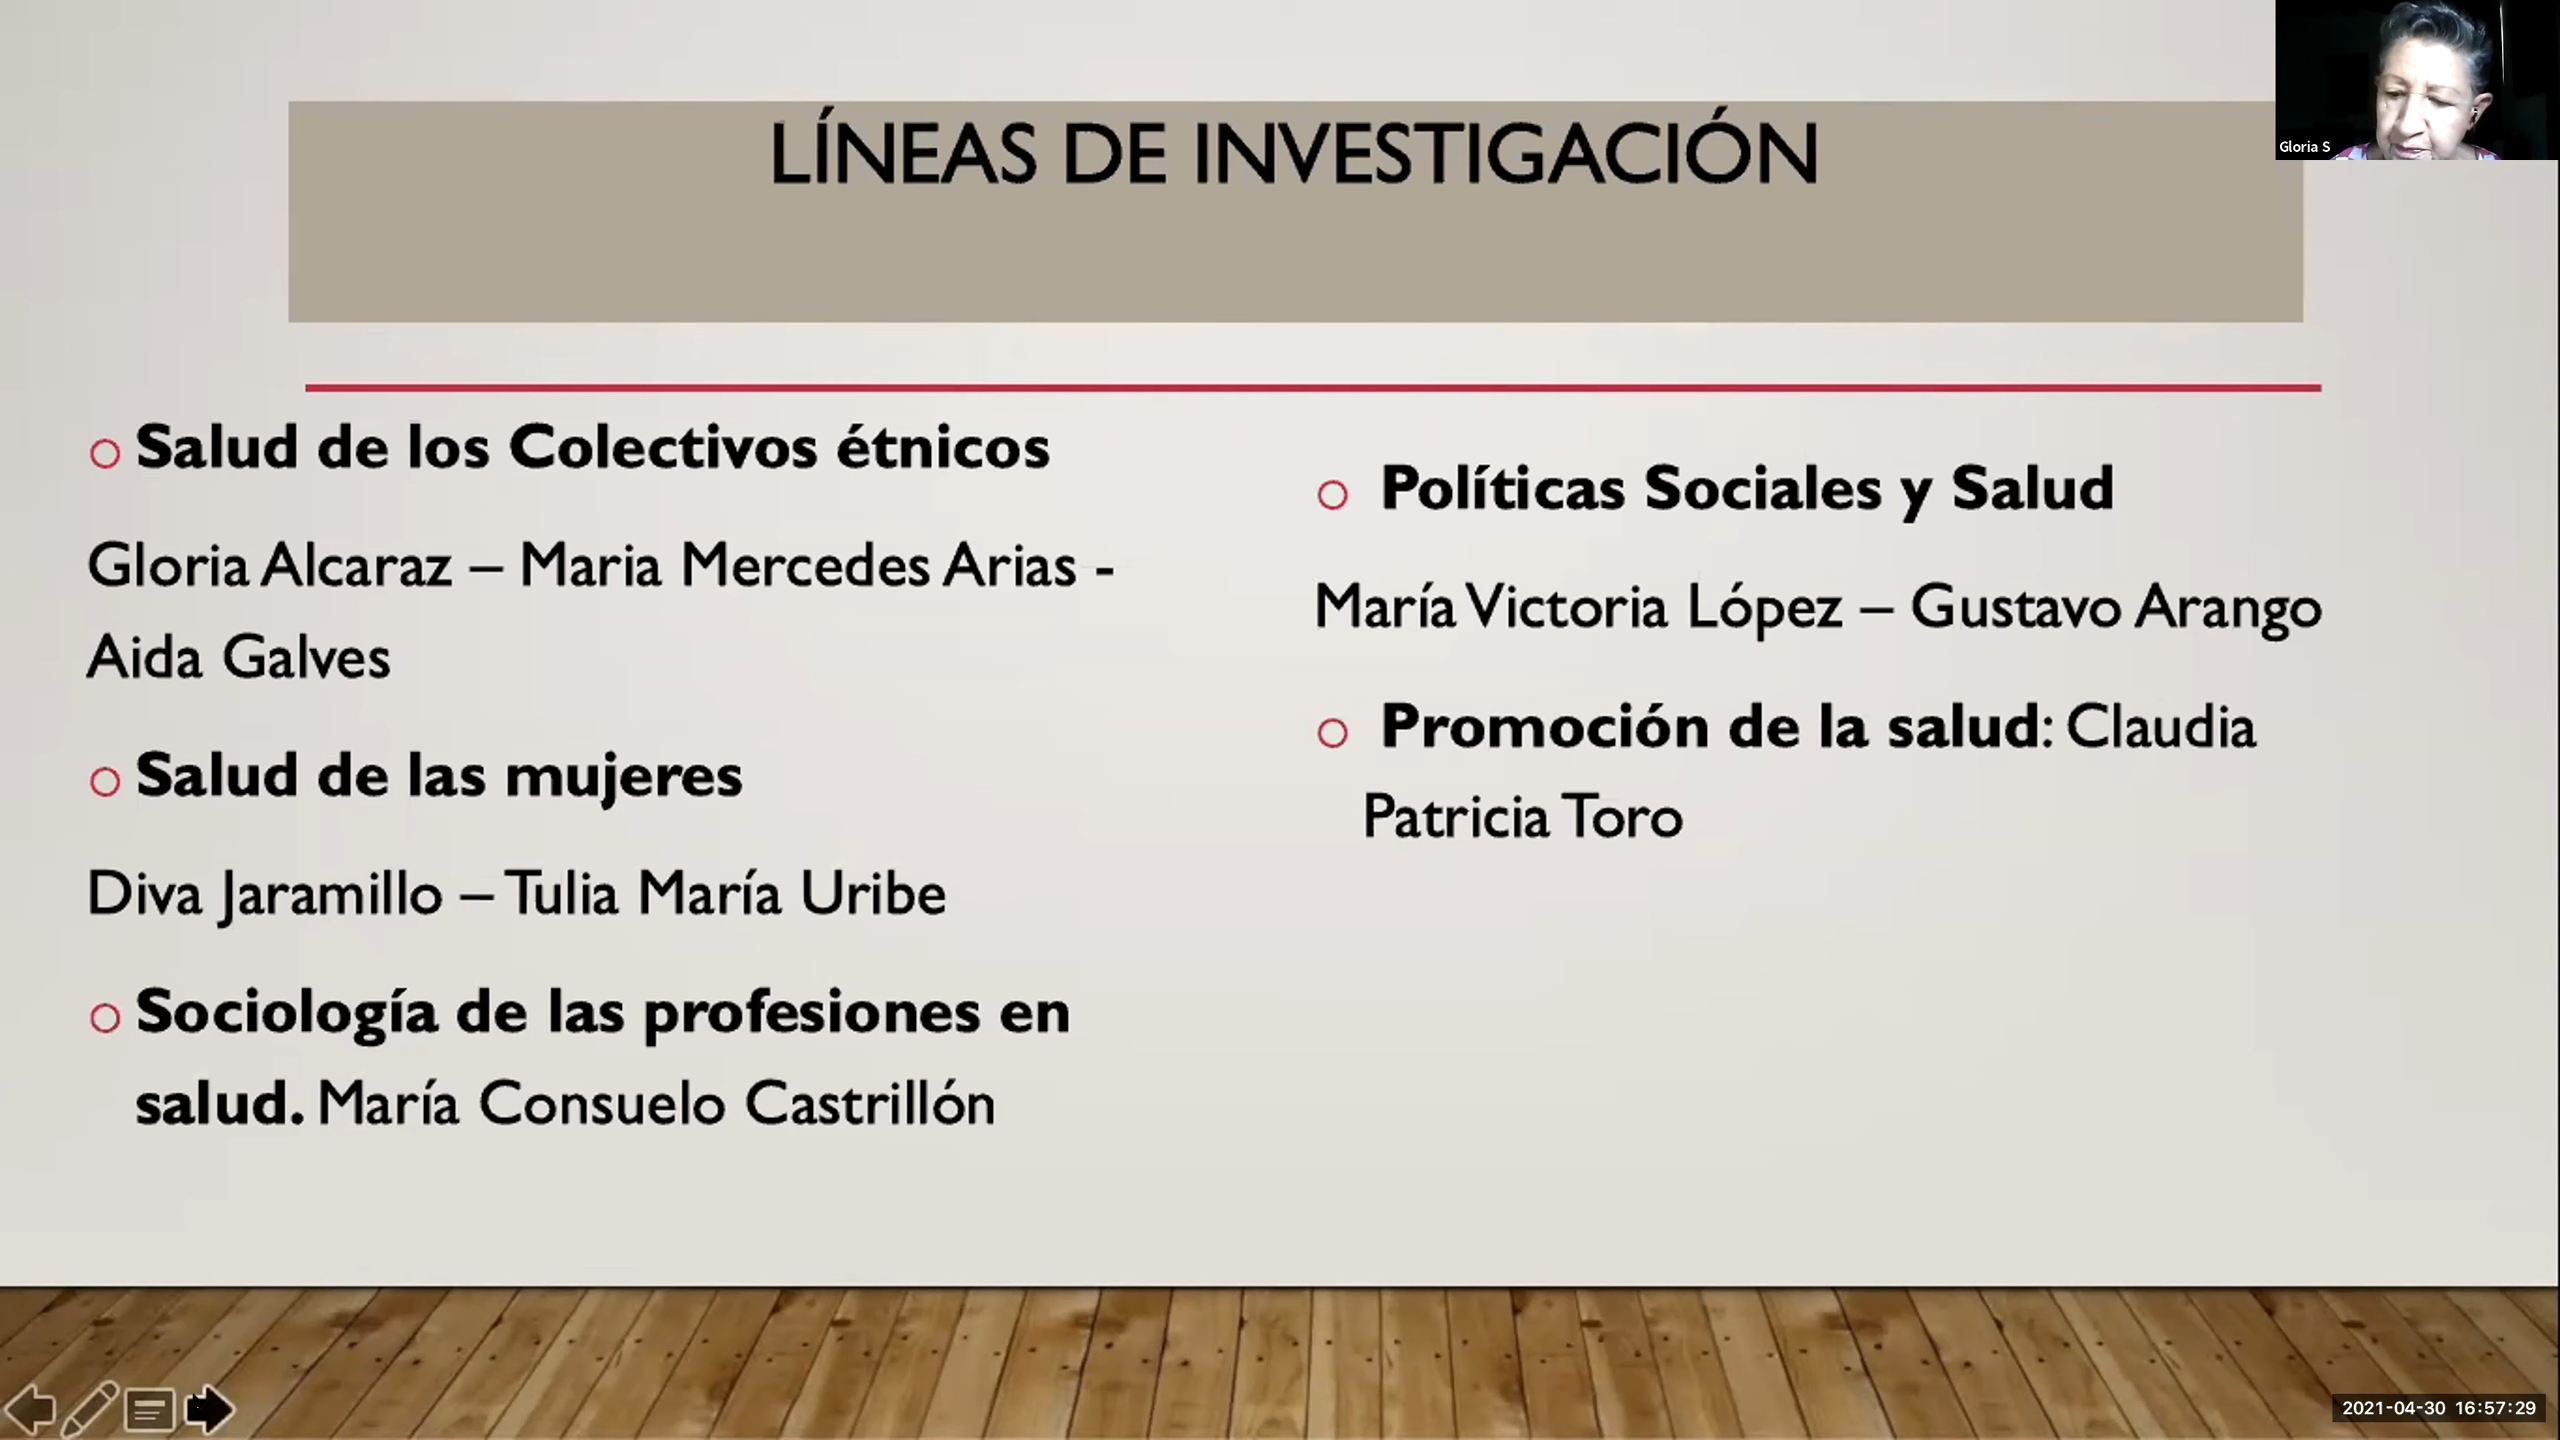 LÍNEAS DE INVESTIGACIÓN
Gloria S
○ Salud de los Colectivos étnicos
Gloria Alcaraz – Maria Mercedes Arias -
Aida Galves
○ Salud de las mujeres
Diva Jaramillo – Tulia María Uribe
○ Sociología de las profesiones en
salud. María Consuelo Castrillón
○ Políticas Sociales y Salud
María Victoria López – Gustavo Arango
○ Promoción de la salud: Claudia
Patricia Toro
2021-04-30 16:57:29